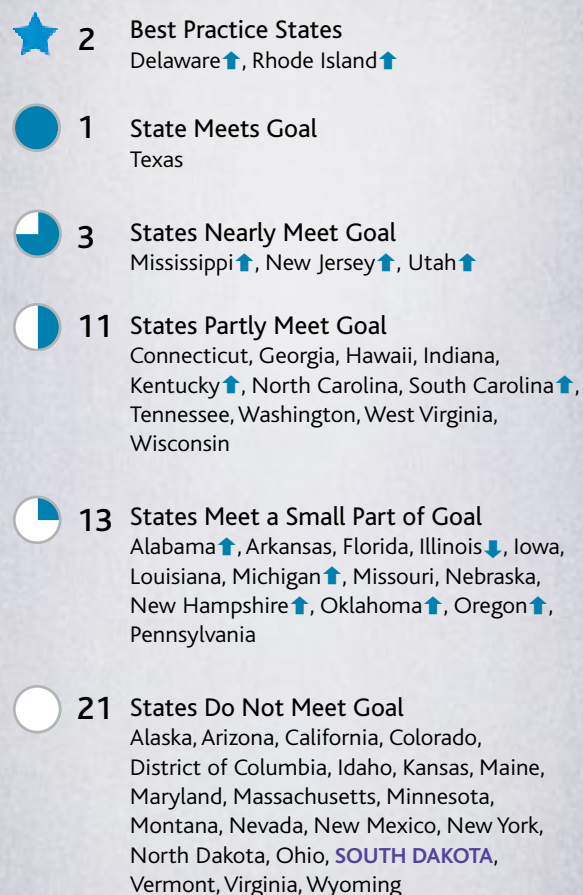 2 Best Practice States
Delaware⬆, Rhode Island⬆
1 State Meets Goal
Texas
3 States Nearly Meet Goal
Mississippi⬆, New Jersey⬆, Utah⬆
11 States Partly Meet Goal
Connecticut, Georgia, Hawaii, Indiana,
Kentucky⬆, North Carolina, South Carolina⬆,
Tennessee, Washington, West Virginia,
Wisconsin
13 States Meet a Small Part of Goal
Alabama⬆, Arkansas, Florida, Illinois⬇, Iowa,
Louisiana, Michigan⬆, Missouri, Nebraska,
New Hampshire⬆, Oklahoma⬆, Oregon⬆,
Pennsylvania
21 States Do Not Meet Goal
Alaska, Arizona, California, Colorado,
District of Columbia, Idaho, Kansas, Maine,
Maryland, Massachusetts, Minnesota,
Montana, Nevada, New Mexico, New York,
North Dakota, Ohio, SOUTH DAKOTA,
Vermont, Virginia, Wyoming